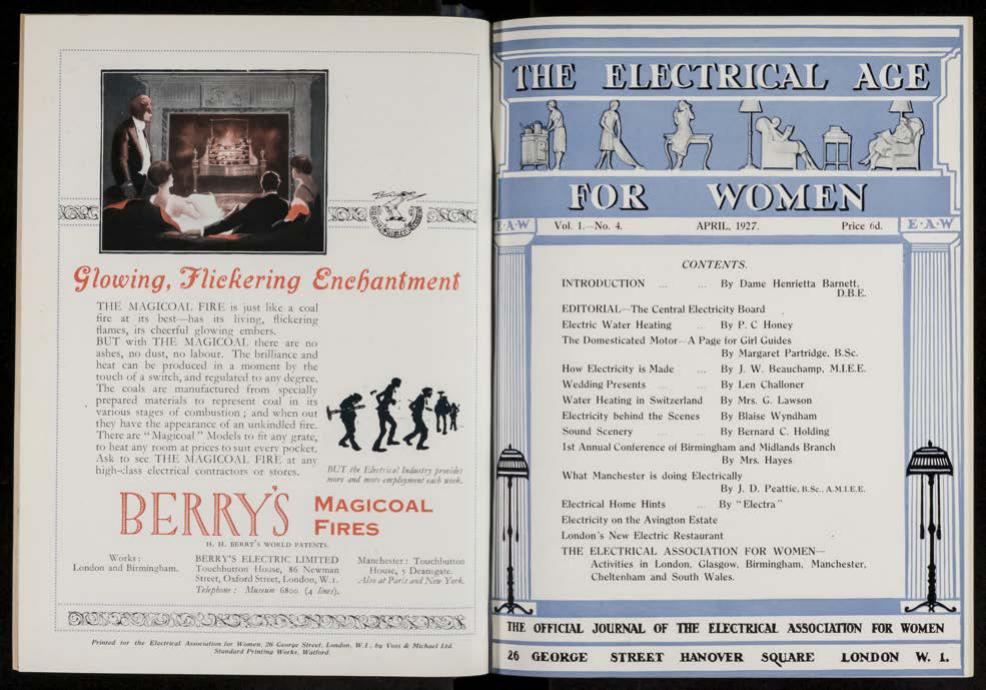 Glowing, Flickering Enchantment
THE MAGICOAL FIRE is just like a coal
fire at its best—has its living, flickering
flames, its cheerful glowing embers.
BUT with THE MAGICOAL there are no
ashes, no dust, no labour. The brilliance and
heat can be produced in a moment by the
touch of a switch, and regulated to any degree.
The coals are manufactured from specially
prepared materials to represent coal in its
various stages of combustion; and when out
they have the appearance of an unkindled fire.
There are "Magicoal" Models to fit any grate,
to heat any room at prices to suit every pocket.
Ask to see THE MAGICOAL FIRE at any
high-class electrical contractors or stores.
BUT the Electrical Industry provides
more and more employment each week.
BERRY'S MAGICOAL
FIRES
H. H. BERRY'S WORLD PATENTS.
Works:
London and Birmingham.
BERRY'S ELECTRIC LIMITED
Touchbutton House, 86 Newman
Street, Oxford Street, London, W.1.
Telephone: Museum 6800 (4 lines).
Manchester: Touchbutton
House, 5 Deansgate.
Also at Paris and New York.
Printed for the Electrical Association for Women, 26 George Street, London, W.1., by Voss & Michael Ltd.
Standard Printing Works, Watford.
THE ELECTRICAL AGE
FOR WOMEN
E·A·W
Vol. 1.—No. 4. APRIL, 1927. Price 6d.
E·A·W
CONTENTS.
INTRODUCTION ... ... By Dame Henrietta Barnett,
D.B.E.
EDITORIAL—The Central Electricity Board
Electric Water Heating .. By P. C Honey
The Domesticated Motor—A Page for Girl Guides
By Margaret Partridge, B.Sc.
How Electricity is Made ... By J. W. Beauchamp, M.I.E.E.
Wedding Presents ... ... By Len Challoner
Water Heating in Switzerland By Mrs. G. Lawson
Electricity behind the Scenes By Blaise Wyndham
Sound Scenery ... ... By Bernard C. Holding
1st Annual Conference of Birmingham and Midlands Branch
By Mrs. Hayes
What Manchester is doing Electrically
By J. D. Peattie, B.Sc., A.M.I.E.E.
Electrical Home Hints ... By "Electra"
Electricity on the Avington Estate
London's New Electric Restaurant
THE ELECTRICAL ASSOCIATION FOR WOMEN—
Activities in London, Glasgow, Birmingham, Manchester,
Cheltenham and South Wales.
THE OFFICIAL JOURNAL OF THE ELECTRICAL ASSOCIATION FOR WOMEN
26 GEORGE STREET HANOVER SQUARE LONDON W. 1.